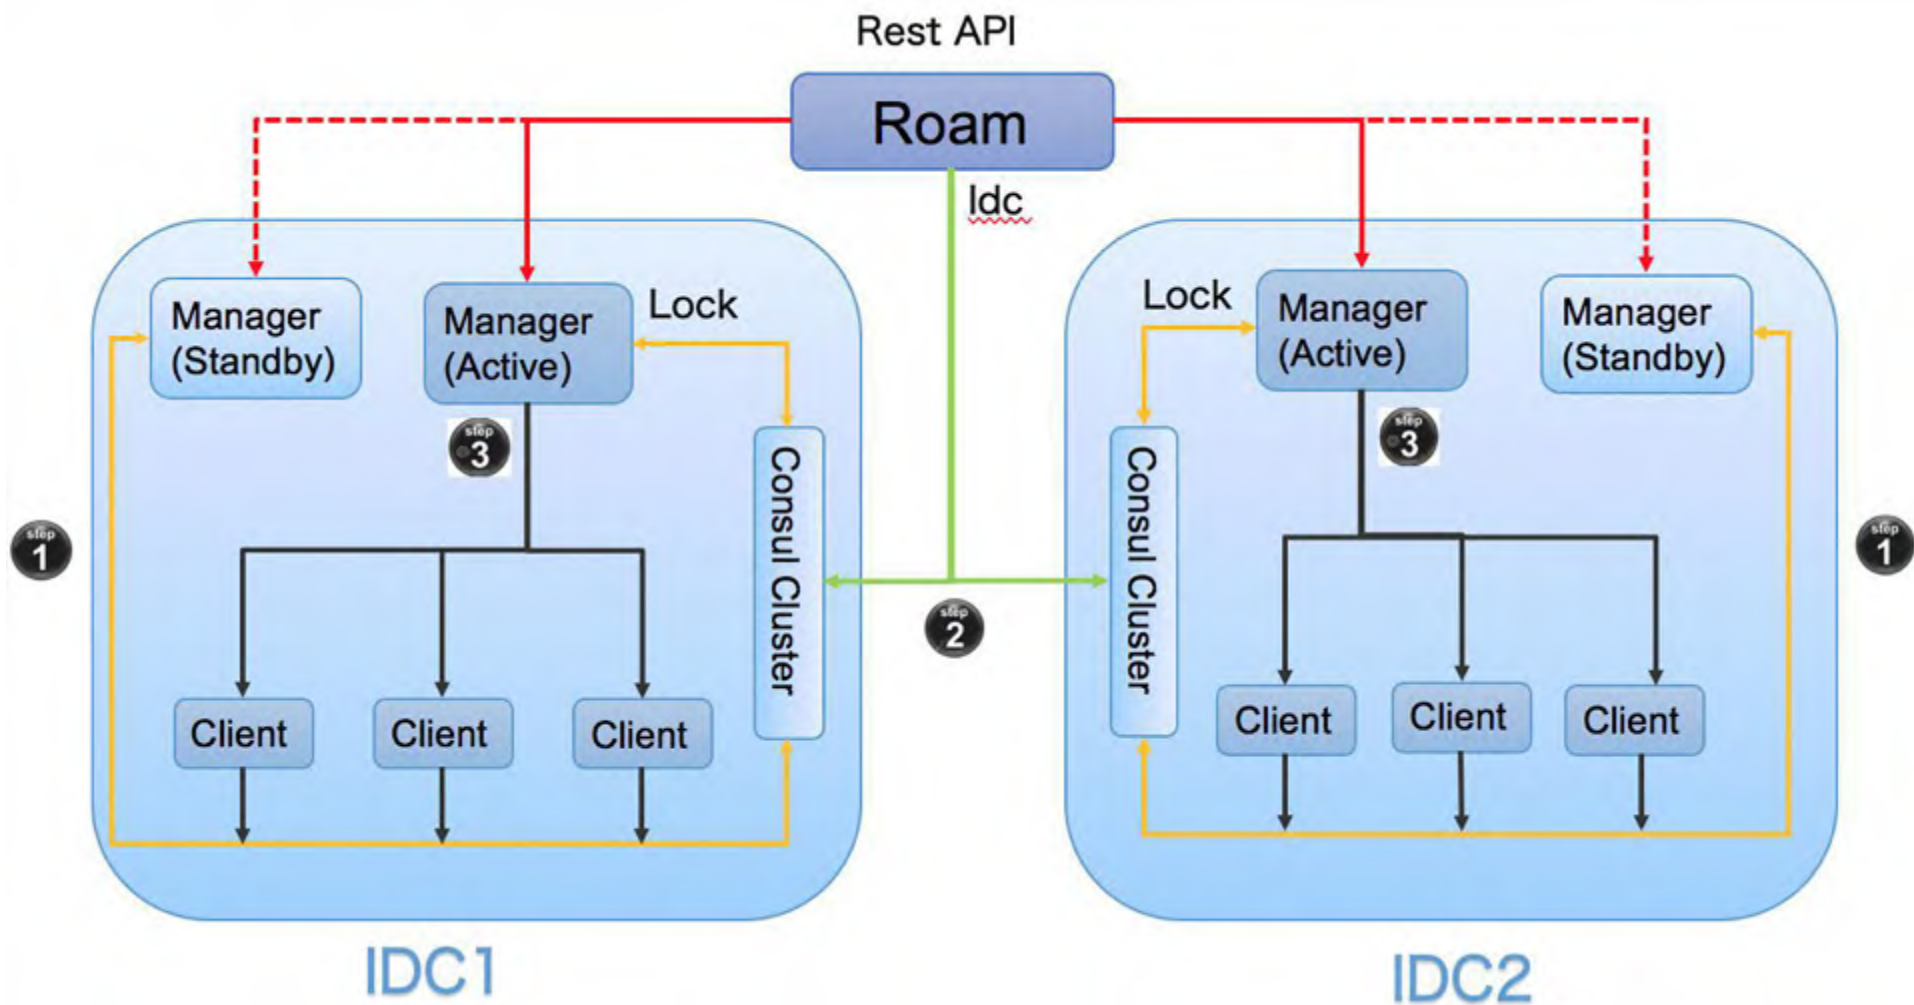 Rest API
Roam
Idc
Manager
(Standby)
Manager
(Active)
Lock
Lock
Manager
(Active)
Manager
(Standby)
step
3
step
3
Consul Cluster
Consul Cluster
step
1
step
1
step
2
Client
Client
Client
Client
Client
Client
IDC1
IDC2